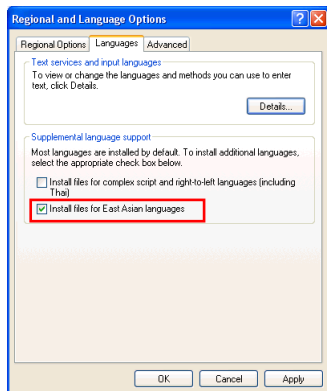 Regional and Language Options
Regional Options Languages Advanced
Text services and input languages
To view or change the languages and methods you can use to enter
text, click Details.
Details...
Supplemental language support
Most languages are installed by default. To install additional languages,
select the appropriate check box below.
Install files for complex script and right-to-left languages (including
Thai)
Install files for East Asian languages
OK Cancel Apply